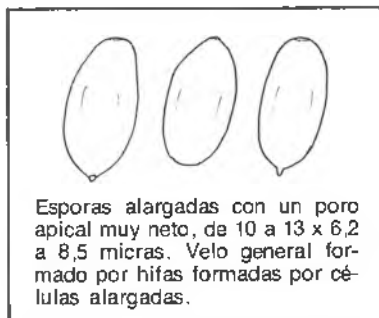 Esporas alargadas con un poro
apical muy neto, de 10 a 13 x 6,2
a 8,5 micras. Velo general for-
mado por hifas formadas por cé-
lulas alargadas.